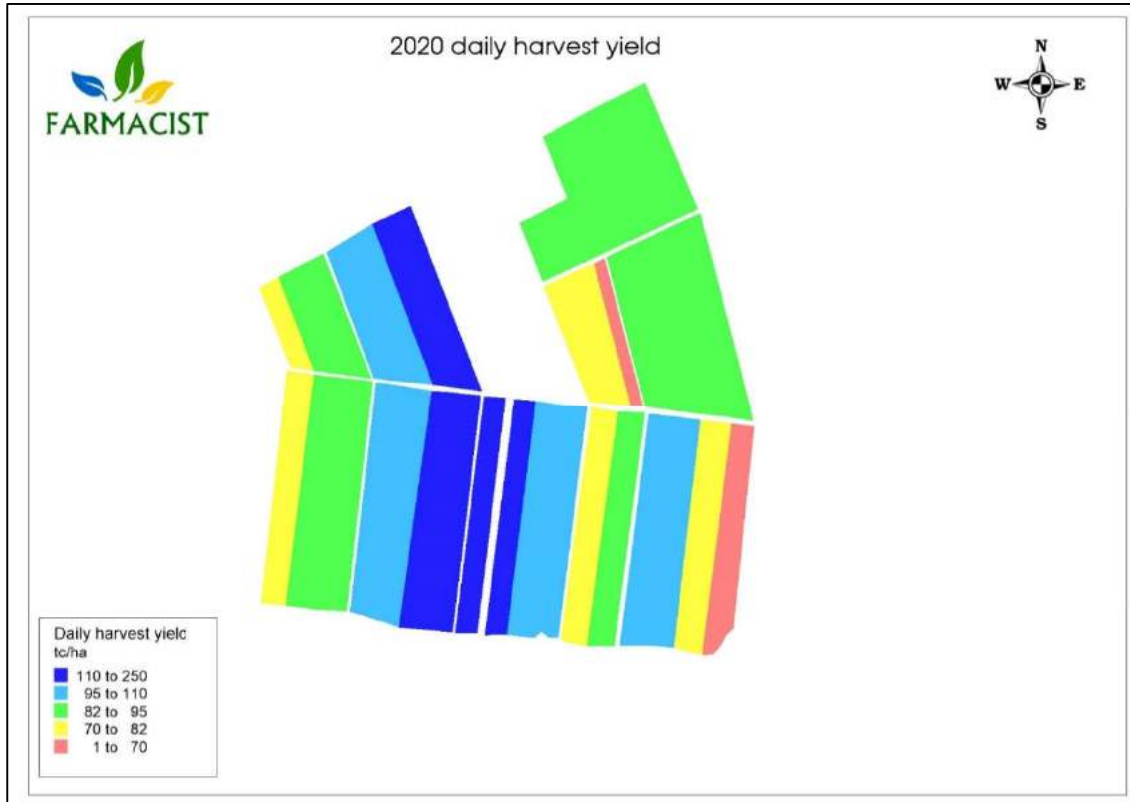 2020 daily harvest yield
FARMACIST
N
W E
S
Daily harvest yield
tc/ha
110 to 250
95 to 110
82 to 95
70 to 82
1 to 70